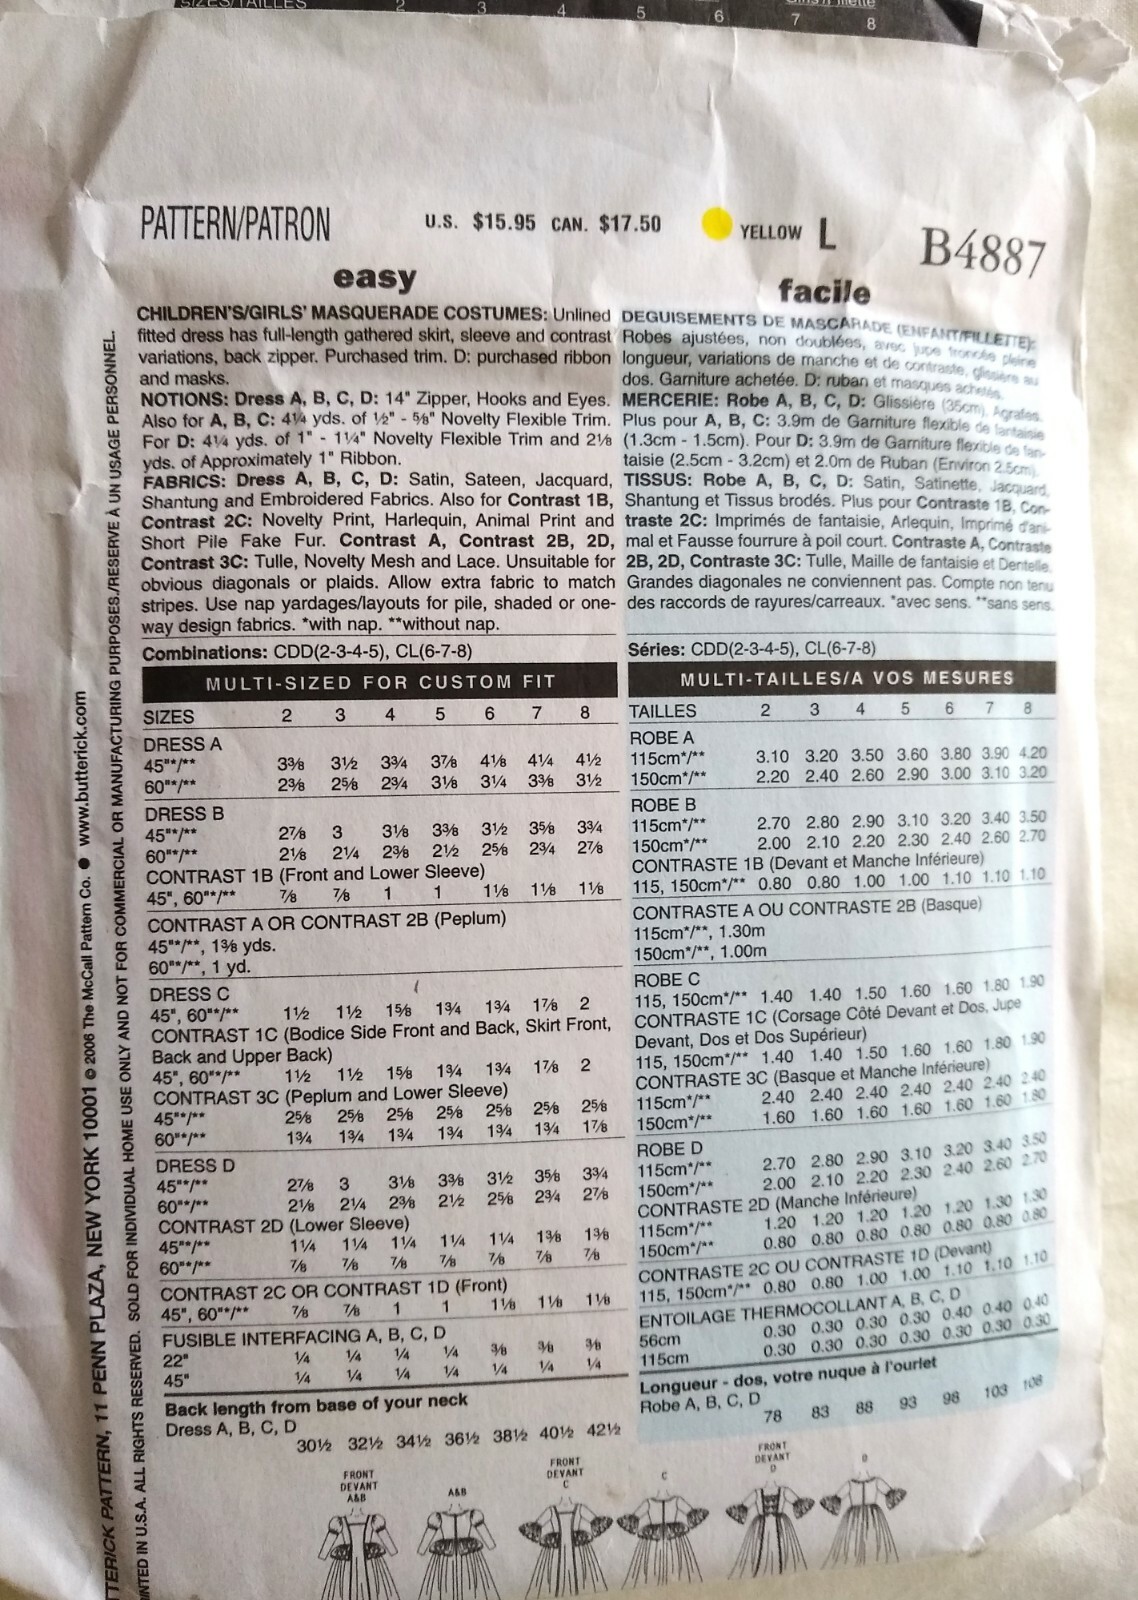 SIZES/TAILLES 2 3 4 5 6 7 8
PATTERN/PATRON U.S. $15.95 CAN. $17.50 YELLOW L B4887
easy
CHILDREN'S/GIRLS' MASQUERADE COSTUMES: Unlined
fitted dress has full-length gathered skirt, sleeve and contrast
variations, back zipper. Purchased trim. D: purchased ribbon
and masks.
NOTIONS: Dress A, B, C, D: 14" Zipper, Hooks and Eyes.
Also for A, B, C: 4¼ yds. of ½" - ⅝" Novelty Flexible Trim.
For D: 4¼ yds. of 1" - 1¼" Novelty Flexible Trim and 2⅛
yds. of Approximately 1" Ribbon.
FABRICS: Dress A, B, C, D: Satin, Sateen, Jacquard,
Shantung and Embroidered Fabrics. Also for Contrast 1B,
Contrast 2C: Novelty Print, Harlequin, Animal Print and
Short Pile Fake Fur. Contrast A, Contrast 2B, 2D,
Contrast 3C: Tulle, Novelty Mesh and Lace. Unsuitable for
obvious diagonals or plaids. Allow extra fabric to match
stripes. Use nap yardages/layouts for pile, shaded or one-
way design fabrics. *with nap. **without nap.
Combinations: CDD(2-3-4-5), CL(6-7-8)
MULTI-SIZED FOR CUSTOM FIT
SIZES 2 3 4 5 6 7 8
DRESS A
45"*/** 3⅜ 3½ 3¾ 3⅞ 4⅛ 4¼ 4½
60"*/** 2⅜ 2⅝ 2¾ 3⅛ 3¼ 3⅜ 3½
DRESS B
45"*/** 2⅞ 3 3⅛ 3⅜ 3½ 3⅝ 3¾
60"*/** 2⅛ 2¼ 2⅜ 2½ 2⅝ 2¾ 2⅞
CONTRAST 1B (Front and Lower Sleeve)
45", 60"*/** ⅞ ⅞ 1 1 1⅛ 1⅛ 1⅛
CONTRAST A OR CONTRAST 2B (Peplum)
45"*/**, 1⅜ yds.
60"*/**, 1 yd.
DRESS C
45", 60"*/** 1½ 1½ 1⅝ 1¾ 1¾ 1⅞ 2
CONTRAST 1C (Bodice Side Front and Back, Skirt Front,
Back and Upper Back)
45", 60"*/** 1½ 1½ 1⅝ 1¾ 1¾ 1⅞ 2
CONTRAST 3C (Peplum and Lower Sleeve)
45"*/** 2⅝ 2⅝ 2⅝ 2⅝ 2⅝ 2⅝ 2⅝
60"*/** 1¾ 1¾ 1¾ 1¾ 1¾ 1¾ 1⅞
DRESS D
45"*/** 2⅞ 3 3⅛ 3⅜ 3½ 3⅝ 3¾
60"*/** 2⅛ 2¼ 2⅜ 2½ 2⅝ 2¾ 2⅞
CONTRAST 2D (Lower Sleeve)
45"*/** 1¼ 1¼ 1¼ 1¼ 1¼ 1⅜ 1⅜
60"*/** ⅞ ⅞ ⅞ ⅞ ⅞ ⅞ ⅞
CONTRAST 2C OR CONTRAST 1D (Front)
45", 60"*/** ⅞ ⅞ 1 1 1⅛ 1⅛ 1⅛
FUSIBLE INTERFACING A, B, C, D
22" ¼ ¼ ¼ ¼ ⅜ ⅜ ⅜
45" ¼ ¼ ¼ ¼ ¼ ¼ ¼
Back length from base of your neck
Dress A, B, C, D
30½ 32½ 34½ 36½ 38½ 40½ 42½
facile
DEGUISEMENTS DE MASCARADE (ENFANT/FILLETTE):
Robes ajustées, non doublées, avec jupe froncée pleine
longueur, variations de manche et de contraste, glissière au
dos. Garniture achetée. D: ruban et masques achetés.
MERCERIE: Robe A, B, C, D: Glissière (35cm), Agrafes.
Plus pour A, B, C: 3.9m de Garniture flexible de fantaisie
(1.3cm - 1.5cm). Pour D: 3.9m de Garniture flexible de fan-
taisie (2.5cm - 3.2cm) et 2.0m de Ruban (Environ 2.5cm).
TISSUS: Robe A, B, C, D: Satin, Satinette, Jacquard,
Shantung et Tissus brodés. Plus pour Contraste 1B, Con-
traste 2C: Imprimés de fantaisie, Arlequin, Imprimé d'ani-
mal et Fausse fourrure à poil court. Contraste A, Contraste
2B, 2D, Contraste 3C: Tulle, Maille de fantaisie et Dentelle.
Grandes diagonales ne conviennent pas. Compte non tenu
des raccords de rayures/carreaux. *avec sens. **sans sens.
Séries: CDD(2-3-4-5), CL(6-7-8)
MULTI-TAILLES/A VOS MESURES
TAILLES 2 3 4 5 6 7 8
ROBE A
115cm*/** 3.10 3.20 3.50 3.60 3.80 3.90 4.20
150cm*/** 2.20 2.40 2.60 2.90 3.00 3.10 3.20
ROBE B
115cm*/** 2.70 2.80 2.90 3.10 3.20 3.40 3.50
150cm*/** 2.00 2.10 2.20 2.30 2.40 2.60 2.70
CONTRASTE 1B (Devant et Manche Inférieure)
115, 150cm*/** 0.80 0.80 1.00 1.00 1.10 1.10 1.10
CONTRASTE A OU CONTRASTE 2B (Basque)
115cm*/**, 1.30m
150cm*/**, 1.00m
ROBE C
115, 150cm*/** 1.40 1.40 1.50 1.60 1.60 1.80 1.90
CONTRASTE 1C (Corsage Côté Devant et Dos, Jupe
Devant, Dos et Dos Supérieur)
115, 150cm*/** 1.40 1.40 1.50 1.60 1.60 1.80 1.90
CONTRASTE 3C (Basque et Manche Inférieure)
115cm*/** 2.40 2.40 2.40 2.40 2.40 2.40 2.40
150cm*/** 1.60 1.60 1.60 1.60 1.60 1.60 1.80
ROBE D
115cm*/** 2.70 2.80 2.90 3.10 3.20 3.40 3.50
150cm*/** 2.00 2.10 2.20 2.30 2.40 2.60 2.70
CONTRASTE 2D (Manche Inférieure)
115cm*/** 1.20 1.20 1.20 1.20 1.20 1.30 1.30
150cm*/** 0.80 0.80 0.80 0.80 0.80 0.80 0.80
CONTRASTE 2C OU CONTRASTE 1D (Devant)
115, 150cm*/** 0.80 0.80 1.00 1.00 1.10 1.10 1.10
ENTOILAGE THERMOCOLLANT A, B, C, D
56cm 0.30 0.30 0.30 0.30 0.40 0.40 0.40
115cm 0.30 0.30 0.30 0.30 0.30 0.30 0.30
Longueur - dos, votre nuque à l'ourlet
Robe A, B, C, D
78 83 88 93 98 103 108
FRONT
DEVANT
A&B
A&B
FRONT
DEVANT
C
C
FRONT
DEVANT
D
D
TTERICK PATTERN, 11 PENN PLAZA, NEW YORK 10001 © 2006 The McCall Pattern Co. ● www.butterick.com
INTED IN U.S.A. ALL RIGHTS RESERVED. SOLD FOR INDIVIDUAL HOME USE ONLY AND NOT FOR COMMERCIAL OR MANUFACTURING PURPOSES./RESERVE À UN USAGE PERSONNEL.